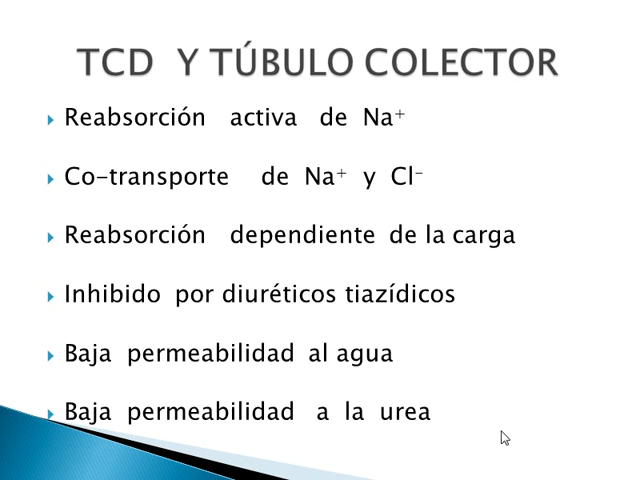 TCD Y TÚBULO COLECTOR
Reabsorción activa de Na⁺
Co-transporte de Na⁺ y Cl⁻
Reabsorción dependiente de la carga
Inhibido por diuréticos tiazídicos
Baja permeabilidad al agua
Baja permeabilidad a la urea